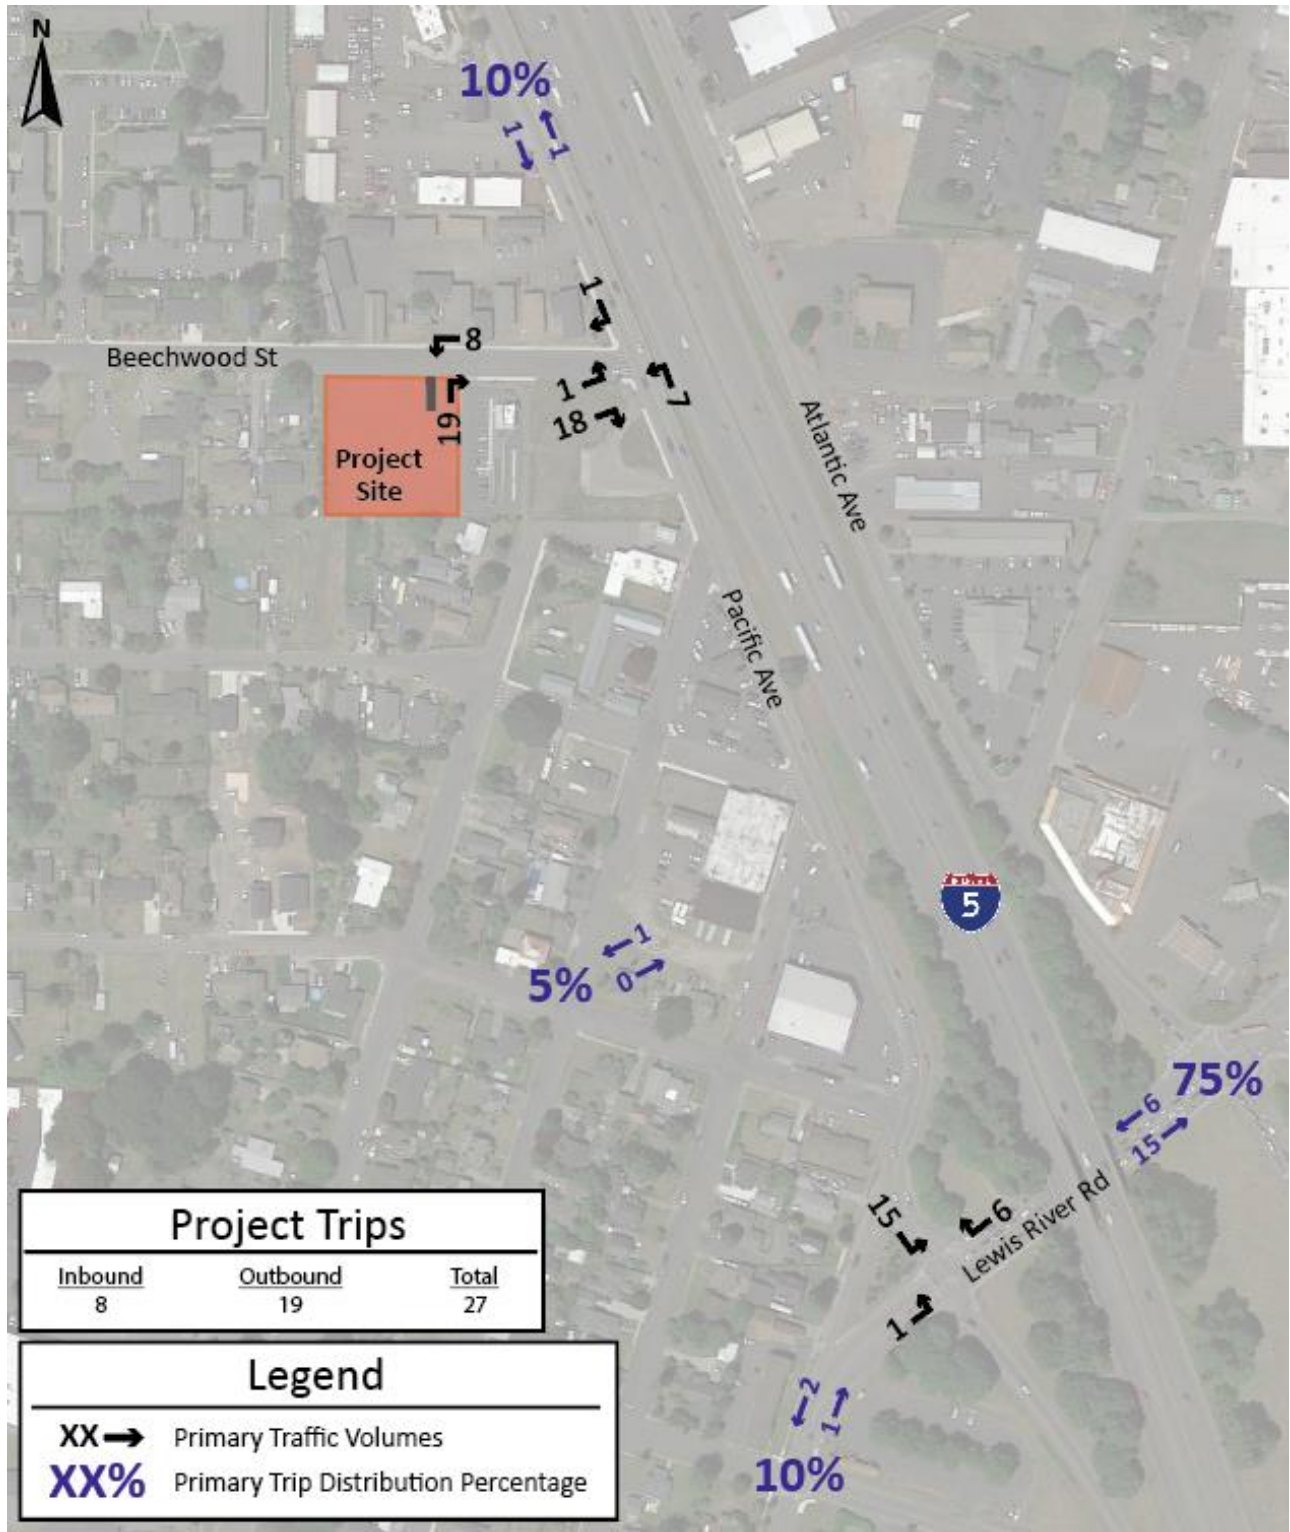 N
10%
1
1
1
Beechwood St
8
1
7
19
18
Project
Site
Atlantic Ave
Pacific Ave
5
1
5%
0
75%
6
15
15
6
Lewis River Rd
1
Project Trips
Inbound Outbound Total
8 19 27
Legend
XX Primary Traffic Volumes
XX% Primary Trip Distribution Percentage
2
1
10%